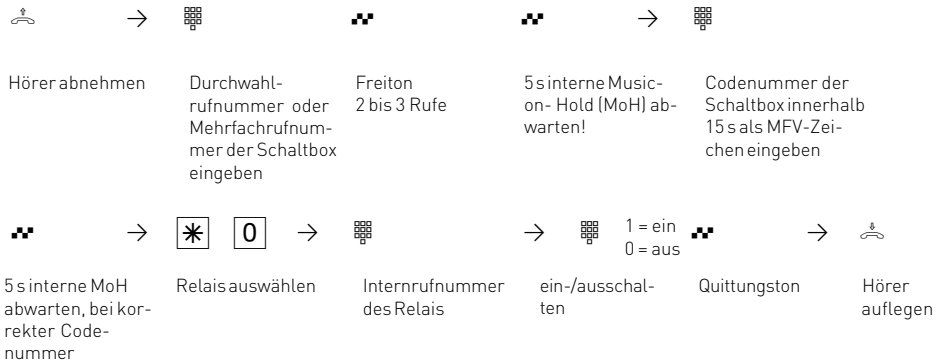 Hörer abnehmen
Durchwahl-
rufnummer oder
Mehrfachrufnum-
mer der Schaltbox
eingeben
Freiton
2 bis 3 Rufe
5 s interne Music-
on- Hold (MoH) ab-
warten!
Codenummer der
Schaltbox innerhalb
15 s als MFV-Zei-
chen eingeben
* 0
1 = ein
0 = aus
5 s interne MoH
abwarten, bei kor-
rekter Code-
nummer
Relais auswählen
Internrufnummer
des Relais
ein-/ausschal-
ten
Quittungston
Hörer
auflegen